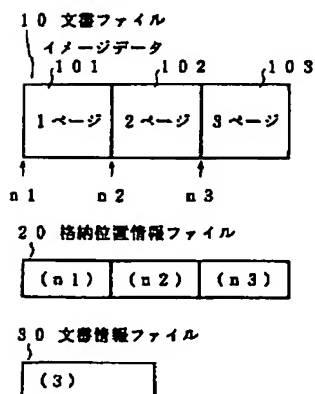 10 文書ファイル
イメージデータ
101 102 103
1ページ 2ページ 3ページ
n1 n2 n3
20 格納位置情報ファイル
(n1) (n2) (n3)
30 文書情報ファイル
(3)